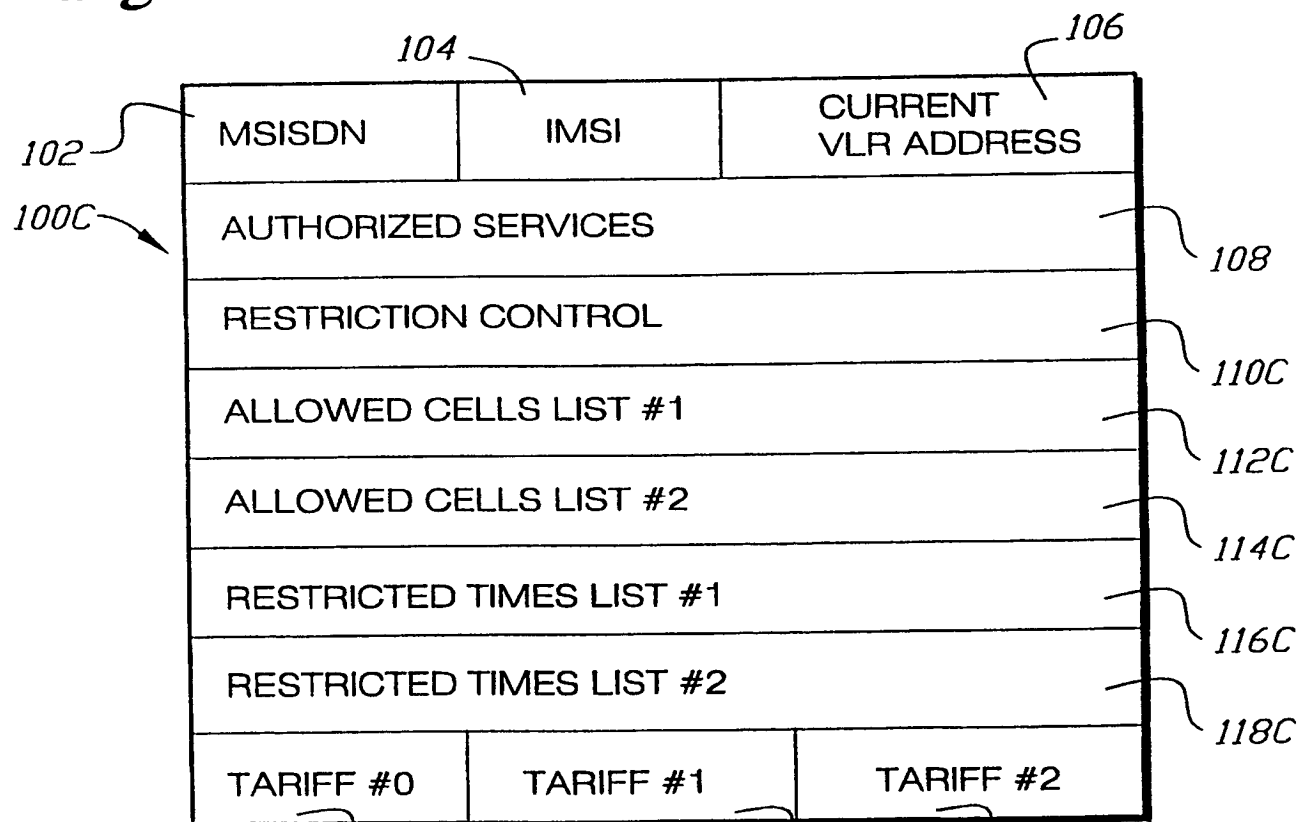 104
106
102
MSISDN
IMSI
CURRENT
VLR ADDRESS
100C
AUTHORIZED SERVICES
108
RESTRICTION CONTROL
110C
ALLOWED CELLS LIST #1
112C
ALLOWED CELLS LIST #2
114C
RESTRICTED TIMES LIST #1
116C
RESTRICTED TIMES LIST #2
118C
TARIFF #0
TARIFF #1
TARIFF #2